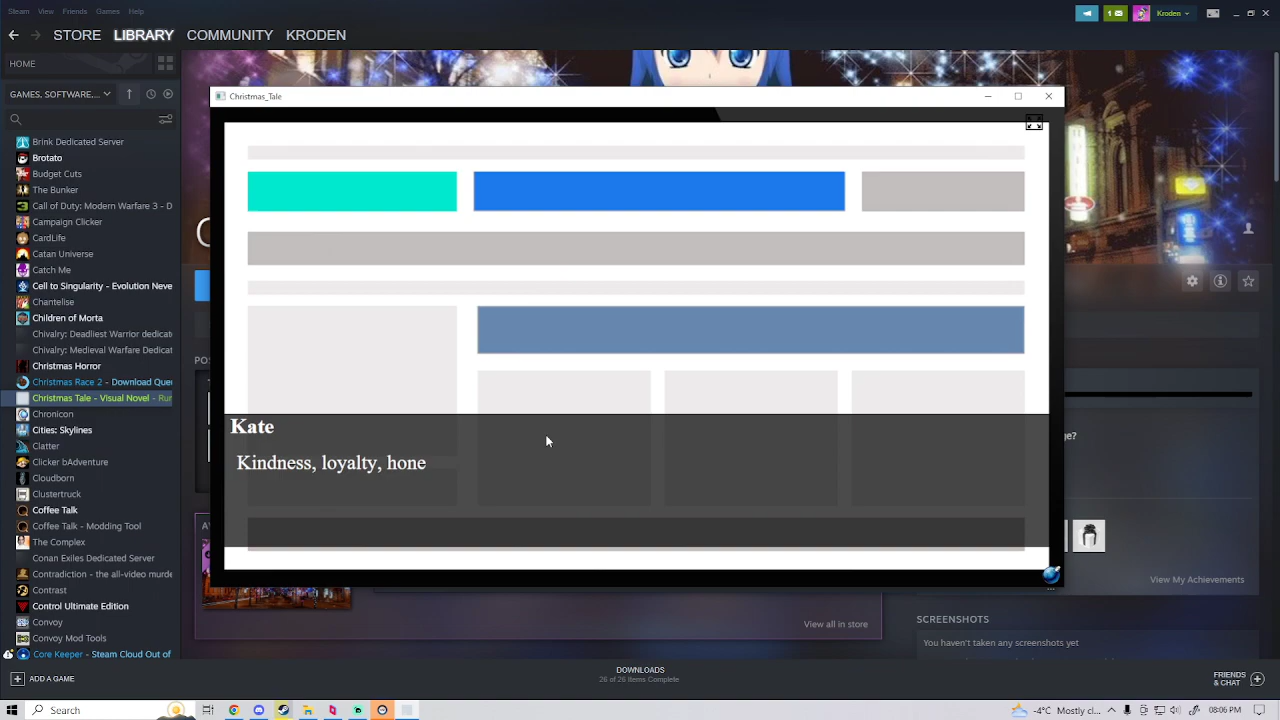 Steam View Friends Games Help
1 Kroden
STORE LIBRARY COMMUNITY KRODEN
HOME
GAMES, SOFTWARE...
Christmas_Tale
Brink Dedicated Server
Brotato
Budget Cuts
The Bunker
Call of Duty: Modern Warfare 3 - D
Campaign Clicker
CardLife
Catan Universe
Catch Me
Cell to Singularity - Evolution Neve
Chantelise
Children of Morta
Chivalry: Deadliest Warrior dedicat
Chivalry: Medieval Warfare Dedicat
Christmas Horror
Christmas Race 2 - Download Que
Christmas Tale - Visual Novel - Run
Chronicon
Cities: Skylines
Clatter
Clicker bAdventure
Cloudborn
Clustertruck
Coffee Talk
Coffee Talk - Modding Tool
The Complex
Conan Exiles Dedicated Server
Contradiction - the all-video murde
Contrast
Control Ultimate Edition
Convoy
Convoy Mod Tools
Core Keeper - Steam Cloud Out of
PO
Kate
Kindness, loyalty, hone
ge?
View My Achievements
View all in store
SCREENSHOTS
You haven't taken any screenshots yet
ADD A GAME
DOWNLOADS
26 of 26 Items Complete
FRIENDS
& CHAT
Search
-4°C Mostly cl...
08:06 PM